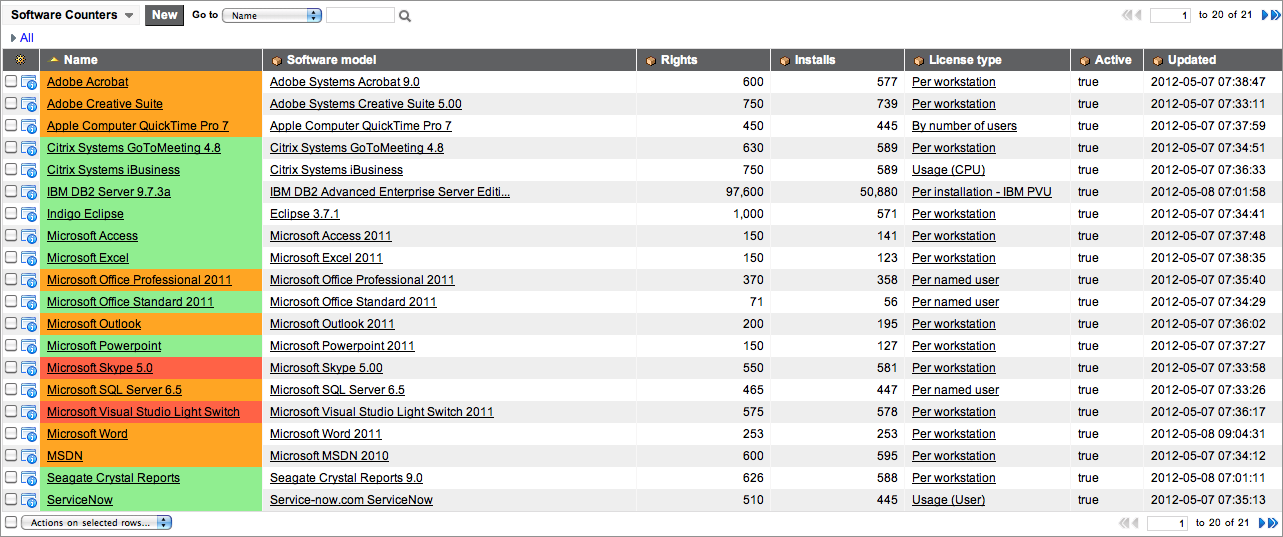 Software Counters New Go to Name 1 to 20 of 21
All
Name Software model Rights Installs License type Active Updated
Adobe Acrobat Adobe Systems Acrobat 9.0 600 577 Per workstation true 2012-05-07 07:38:47
Adobe Creative Suite Adobe Systems Creative Suite 5.00 750 739 Per workstation true 2012-05-07 07:33:11
Apple Computer QuickTime Pro 7 Apple Computer QuickTime Pro 7 450 445 By number of users true 2012-05-07 07:37:59
Citrix Systems GoToMeeting 4.8 Citrix Systems GoToMeeting 4.8 630 589 Per workstation true 2012-05-07 07:34:51
Citrix Systems iBusiness Citrix Systems iBusiness 750 589 Usage (CPU) true 2012-05-07 07:36:33
IBM DB2 Server 9.7.3a IBM DB2 Advanced Enterprise Server Editi... 97,600 50,880 Per installation - IBM PVU true 2012-05-08 07:01:58
Indigo Eclipse Eclipse 3.7.1 1,000 571 Per workstation true 2012-05-07 07:34:41
Microsoft Access Microsoft Access 2011 150 141 Per workstation true 2012-05-07 07:37:48
Microsoft Excel Microsoft Excel 2011 150 123 Per workstation true 2012-05-07 07:38:35
Microsoft Office Professional 2011 Microsoft Office Professional 2011 370 358 Per named user true 2012-05-07 07:35:40
Microsoft Office Standard 2011 Microsoft Office Standard 2011 71 56 Per named user true 2012-05-07 07:34:29
Microsoft Outlook Microsoft Outlook 2011 200 195 Per workstation true 2012-05-07 07:36:02
Microsoft Powerpoint Microsoft Powerpoint 2011 150 127 Per workstation true 2012-05-07 07:37:27
Microsoft Skype 5.0 Microsoft Skype 5.00 550 581 Per workstation true 2012-05-07 07:33:58
Microsoft SQL Server 6.5 Microsoft SQL Server 6.5 465 447 Per named user true 2012-05-07 07:33:26
Microsoft Visual Studio Light Switch Microsoft Visual Studio Light Switch 2011 575 578 Per workstation true 2012-05-07 07:36:17
Microsoft Word Microsoft Word 2011 253 253 Per workstation true 2012-05-08 09:04:31
MSDN Microsoft MSDN 2010 600 595 Per workstation true 2012-05-07 07:34:12
Seagate Crystal Reports Seagate Crystal Reports 9.0 626 588 Per workstation true 2012-05-08 07:01:11
ServiceNow Service-now.com ServiceNow 510 445 Usage (User) true 2012-05-07 07:35:13
Actions on selected rows... 1 to 20 of 21